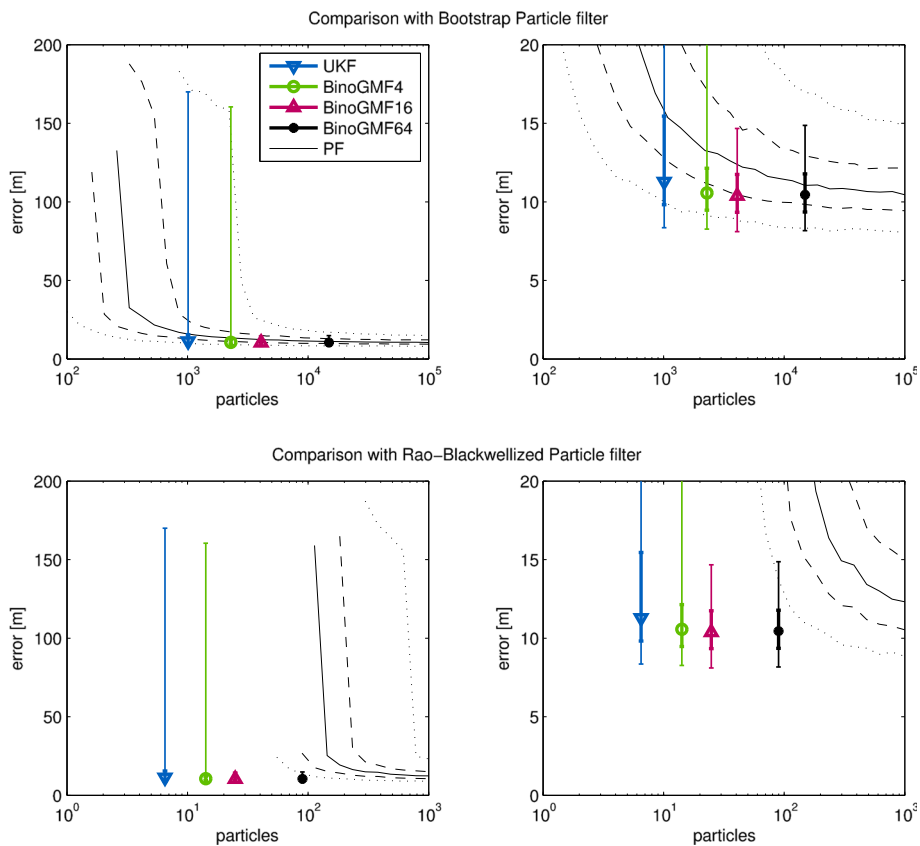 Comparison with Bootstrap Particle filter
200
150
100
50
0
error [m]
10^2
10^3
10^4
10^5
particles
UKF
BinoGMF4
BinoGMF16
BinoGMF64
PF
20
15
10
5
0
error [m]
10^2
10^3
10^4
10^5
particles
Comparison with Rao−Blackwellized Particle filter
200
150
100
50
0
error [m]
10^0
10^1
10^2
10^3
particles
20
15
10
5
0
error [m]
10^0
10^1
10^2
10^3
particles